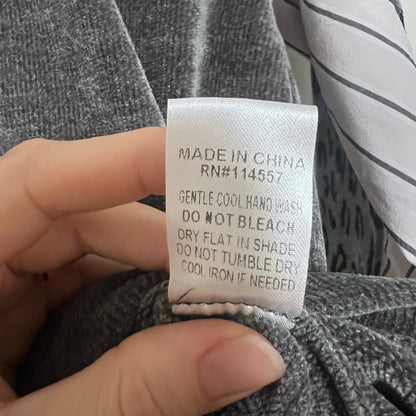 MADE IN CHINA
RN#114557
GENTLE COOL HAND WASH
DO NOT BLEACH
DRY FLAT IN SHADE
DO NOT TUMBLE DRY
COOL IRON IF NEEDED